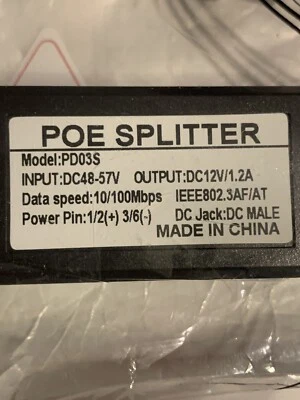 POE SPLITTER
Model:PD03S
INPUT:DC48-57V OUTPUT:DC12V/1.2A
Data speed:10/100Mbps IEEE802.3AF/AT
Power Pin:1/2(+) 3/6(-) DC Jack:DC MALE
MADE IN CHINA